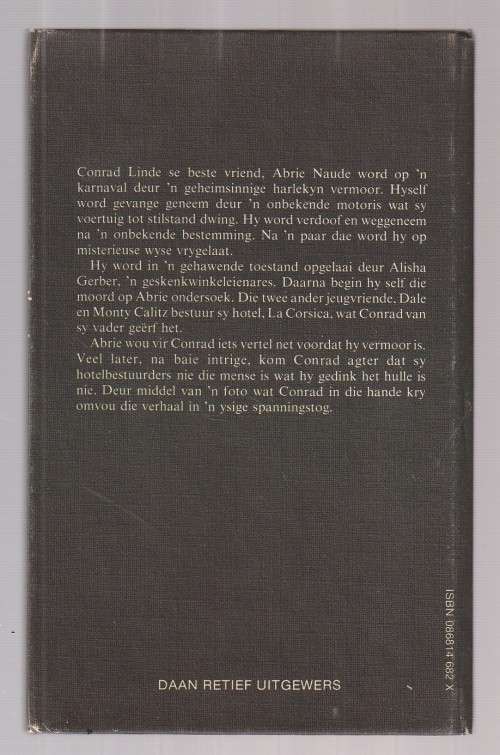 Conrad Linde se beste vriend, Abrie Naude word op 'n
karnaval deur 'n geheimsinnige harlekyn vermoor. Hyself
word gevange geneem deur 'n onbekende motoris wat sy
voertuig tot stilstand dwing. Hy word verdoof en weggeneem
na 'n onbekende bestemming. Na 'n paar dae word hy op
misterieuse wyse vrygelaat.
Hy word in 'n gehawende toestand opgelaai deur Alisha
Gerber, 'n geskenkwinkeleienares. Daarna begin hy self die
moord op Abrie ondersoek. Die twee ander jeugvriende, Dale
en Monty Calitz bestuur sy hotel, La Corsica, wat Conrad van
sy vader geërf het.
Abrie wou vir Conrad iets vertel net voordat hy vermoor is.
Veel later, na baie intrige, kom Conrad agter dat sy
hotelbestuurders nie die mense is wat hy gedink het hulle is
nie. Deur middel van 'n foto wat Conrad in die hande kry
omvou die verhaal in 'n ysige spanningstog.
ISBN 086814 682 X
DAAN RETIEF UITGEWERS